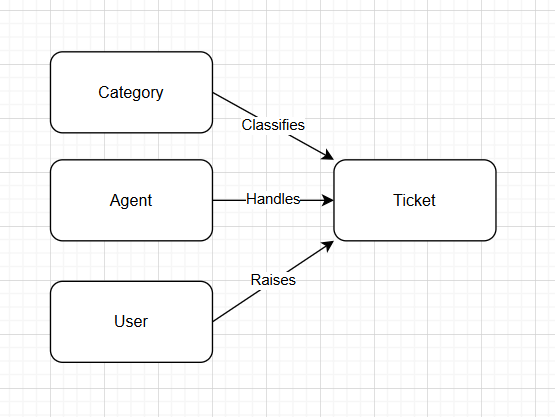 Category
Classifies
Agent
Handles
Ticket
Raises
User